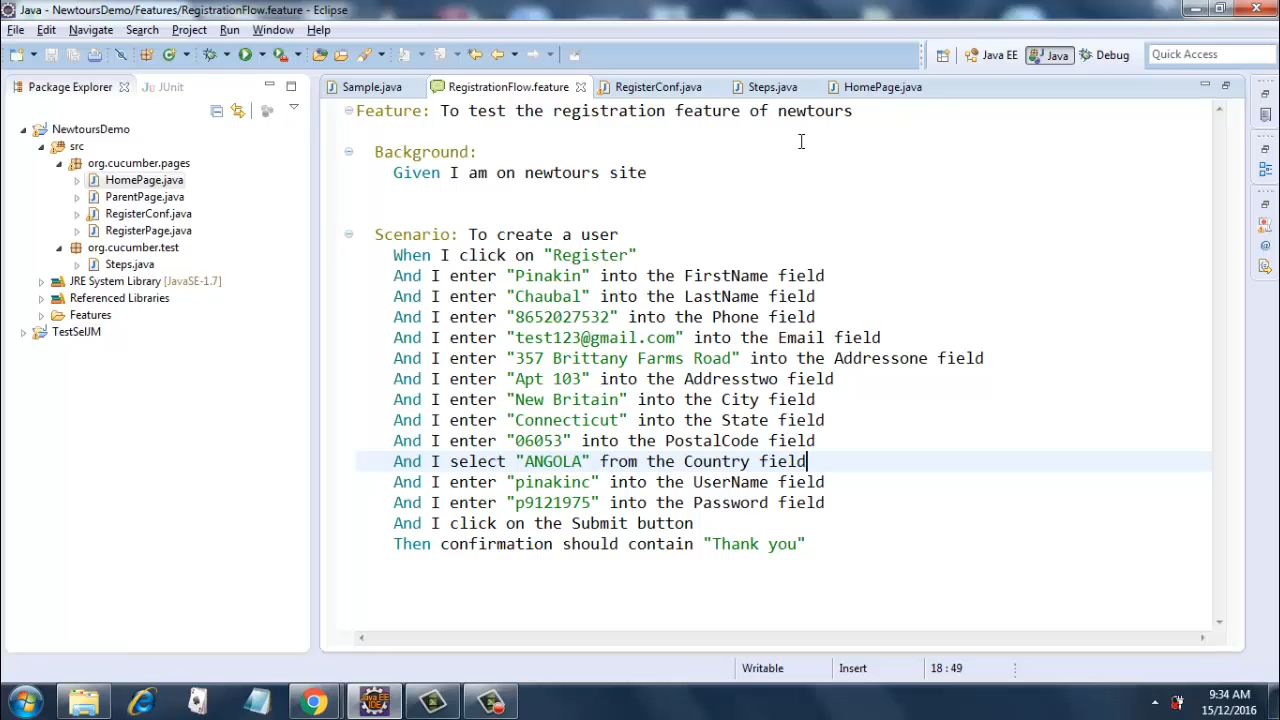 Java - NewtoursDemo/Features/RegistrationFlow.feature - Eclipse
File Edit Navigate Search Project Run Window Help
Java EE Java Debug Quick Access
Package Explorer JUnit
Sample.java RegistrationFlow.feature RegisterConf.java Steps.java HomePage.java
NewtoursDemo
src
org.cucumber.pages
HomePage.java
ParentPage.java
RegisterConf.java
RegisterPage.java
org.cucumber.test
Steps.java
JRE System Library [JavaSE-1.7]
Referenced Libraries
Features
TestSelJM
Feature: To test the registration feature of newtours
Background:
Given I am on newtours site
Scenario: To create a user
When I click on "Register"
And I enter "Pinakin" into the FirstName field
And I enter "Chaubal" into the LastName field
And I enter "8652027532" into the Phone field
And I enter "test123@gmail.com" into the Email field
And I enter "357 Brittany Farms Road" into the Addressone field
And I enter "Apt 103" into the Addresstwo field
And I enter "New Britain" into the City field
And I enter "Connecticut" into the State field
And I enter "06053" into the PostalCode field
And I select "ANGOLA" from the Country field
And I enter "pinakinc" into the UserName field
And I enter "p9121975" into the Password field
And I click on the Submit button
Then confirmation should contain "Thank you"
Writable Insert 18 : 49
Java EE
IDE
9:34 AM
15/12/2016